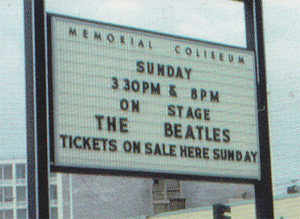 MEMORIAL COLISEUM
SUNDAY
3 30PM & 8PM
ON STAGE
THE BEATLES
TICKETS ON SALE HERE SUNDAY